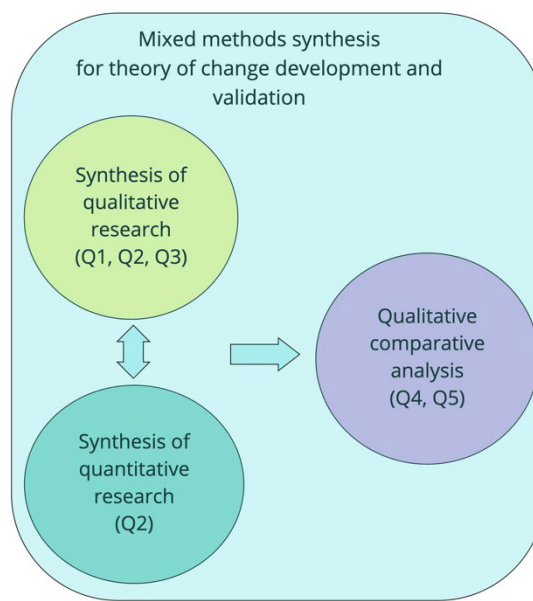 Mixed methods synthesis
for theory of change development and
validation
Synthesis of
qualitative
research
(Q1, Q2, Q3)
Qualitative
comparative
analysis
(Q4, Q5)
Synthesis of
quantitative
research
(Q2)